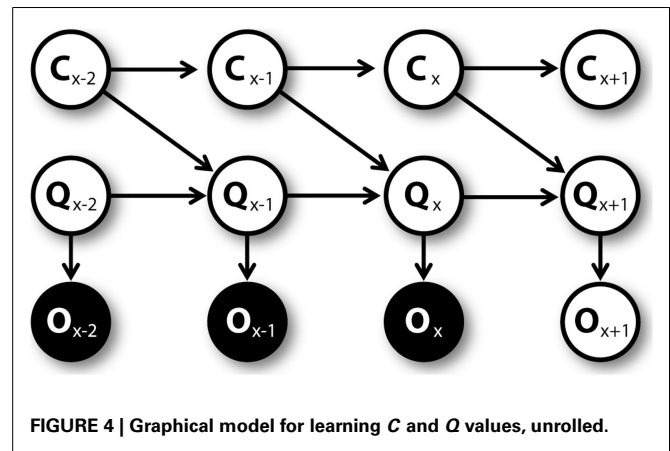 C x-2 C x-1 C x C x+1
Q x-2 Q x-1 Q x Q x+1
O x-2 O x-1 O x O x+1
FIGURE 4 | Graphical model for learning C and Q values, unrolled.